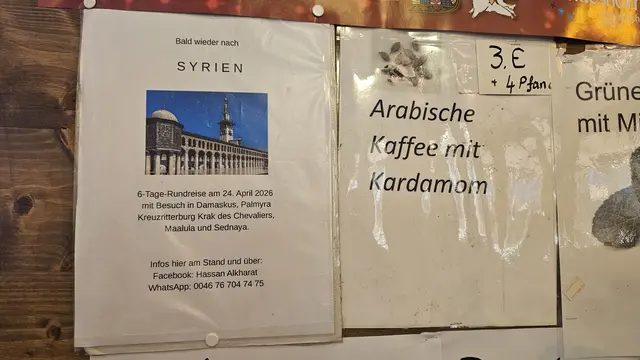 Bald wieder nach
SYRIEN
6-Tage-Rundreise am 24. April 2026
mit Besuch in Damaskus, Palmyra
Kreuzritterburg Krak des Chevaliers,
Maalula und Sednaya.
Infos hier am Stand und über:
Facebook: Hassan Alkharat
WhatsApp: 0046 76 704 74 75
3,€
+ 4 Pfan
Arabische
Kaffee mit
Kardamom
Grüne
mit Mi